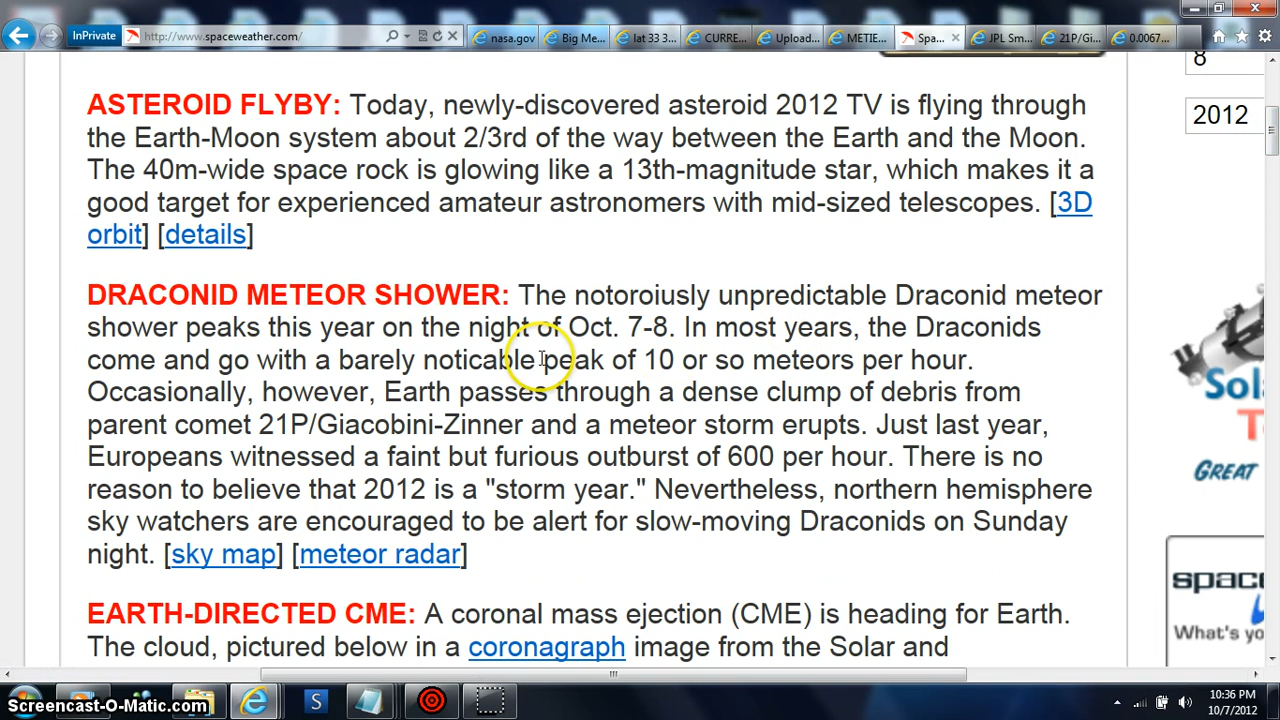 InPrivate
http://www.spaceweather.com/
nasa.gov
Big Me...
lat 33 3...
CURRE...
Upload...
METIE...
Spa...
JPL Sm...
21P/Gi...
0.0067...
8
2012
ASTEROID FLYBY: Today, newly-discovered asteroid 2012 TV is flying through
the Earth-Moon system about 2/3rd of the way between the Earth and the Moon.
The 40m-wide space rock is glowing like a 13th-magnitude star, which makes it a
good target for experienced amateur astronomers with mid-sized telescopes. [3D
orbit] [details]
DRACONID METEOR SHOWER: The notoroiusly unpredictable Draconid meteor
shower peaks this year on the night of Oct. 7-8. In most years, the Draconids
come and go with a barely noticable peak of 10 or so meteors per hour.
Occasionally, however, Earth passes through a dense clump of debris from
parent comet 21P/Giacobini-Zinner and a meteor storm erupts. Just last year,
Europeans witnessed a faint but furious outburst of 600 per hour. There is no
reason to believe that 2012 is a "storm year." Nevertheless, northern hemisphere
sky watchers are encouraged to be alert for slow-moving Draconids on Sunday
night. [sky map] [meteor radar]
EARTH-DIRECTED CME: A coronal mass ejection (CME) is heading for Earth.
The cloud, pictured below in a coronagraph image from the Solar and
Sola
T
GREAT
spac
What's yo
S
Screencast-O-Matic.com
10:36 PM
10/7/2012